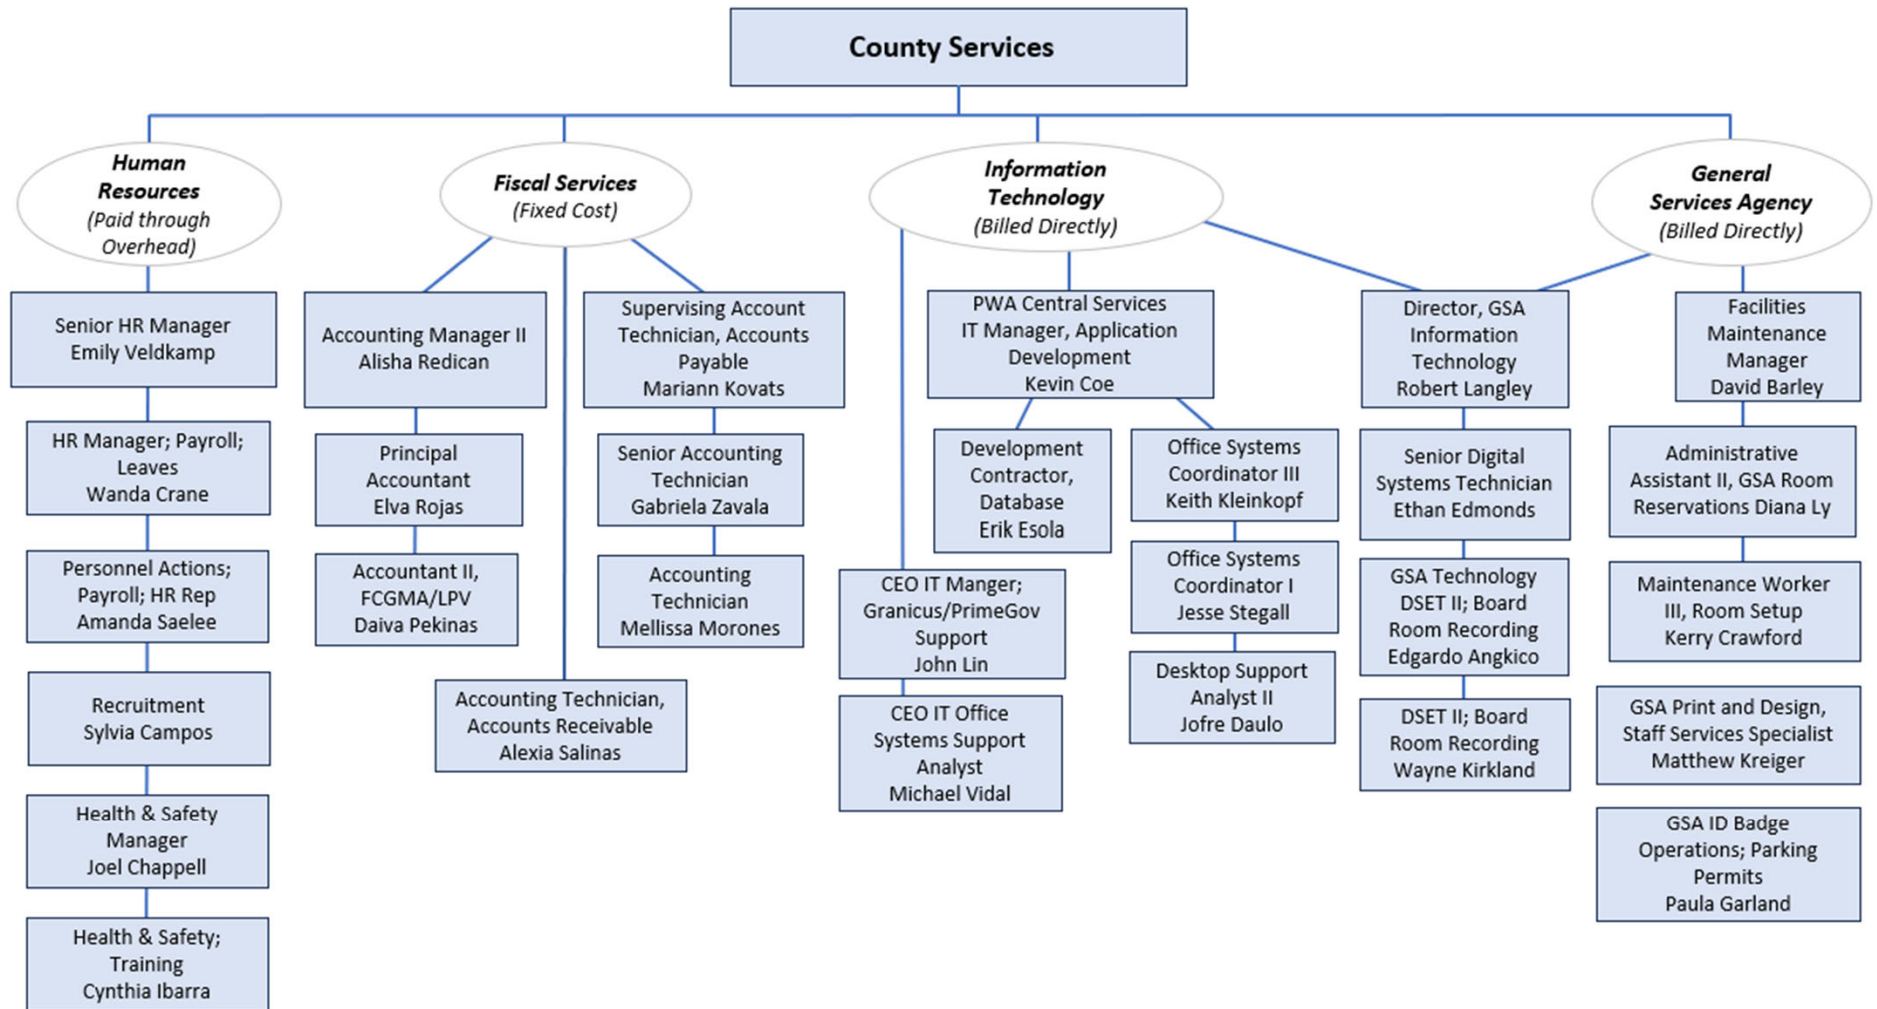 County Services
Human
Resources
(Paid through
Overhead)
Senior HR Manager
Emily Veldkamp
HR Manager; Payroll;
Leaves
Wanda Crane
Personnel Actions;
Payroll; HR Rep
Amanda Saelee
Recruitment
Sylvia Campos
Health & Safety
Manager
Joel Chappell
Health & Safety;
Training
Cynthia Ibarra
Fiscal Services
(Fixed Cost)
Accounting Manager II
Alisha Redican
Principal
Accountant
Elva Rojas
Accountant II,
FCGMA/LPV
Daiva Pekinas
Accounting Technician,
Accounts Receivable
Alexia Salinas
Supervising Account
Technician, Accounts
Payable
Mariann Kovats
Senior Accounting
Technician
Gabriela Zavala
Accounting
Technician
Mellissa Morones
Information
Technology
(Billed Directly)
CEO IT Manger;
Granicus/PrimeGov
Support
John Lin
CEO IT Office
Systems Support
Analyst
Michael Vidal
PWA Central Services
IT Manager, Application
Development
Kevin Coe
Development
Contractor,
Database
Erik Esola
Office Systems
Coordinator III
Keith Kleinkopf
Office Systems
Coordinator I
Jesse Stegall
Desktop Support
Analyst II
Jofre Daulo
Director, GSA
Information
Technology
Robert Langley
Senior Digital
Systems Technician
Ethan Edmonds
GSA Technology
DSET II; Board
Room Recording
Edgardo Angkico
DSET II; Board
Room Recording
Wayne Kirkland
General
Services Agency
(Billed Directly)
Facilities
Maintenance
Manager
David Barley
Administrative
Assistant II, GSA Room
Reservations Diana Ly
Maintenance Worker
III, Room Setup
Kerry Crawford
GSA Print and Design,
Staff Services Specialist
Matthew Kreiger
GSA ID Badge
Operations; Parking
Permits
Paula Garland